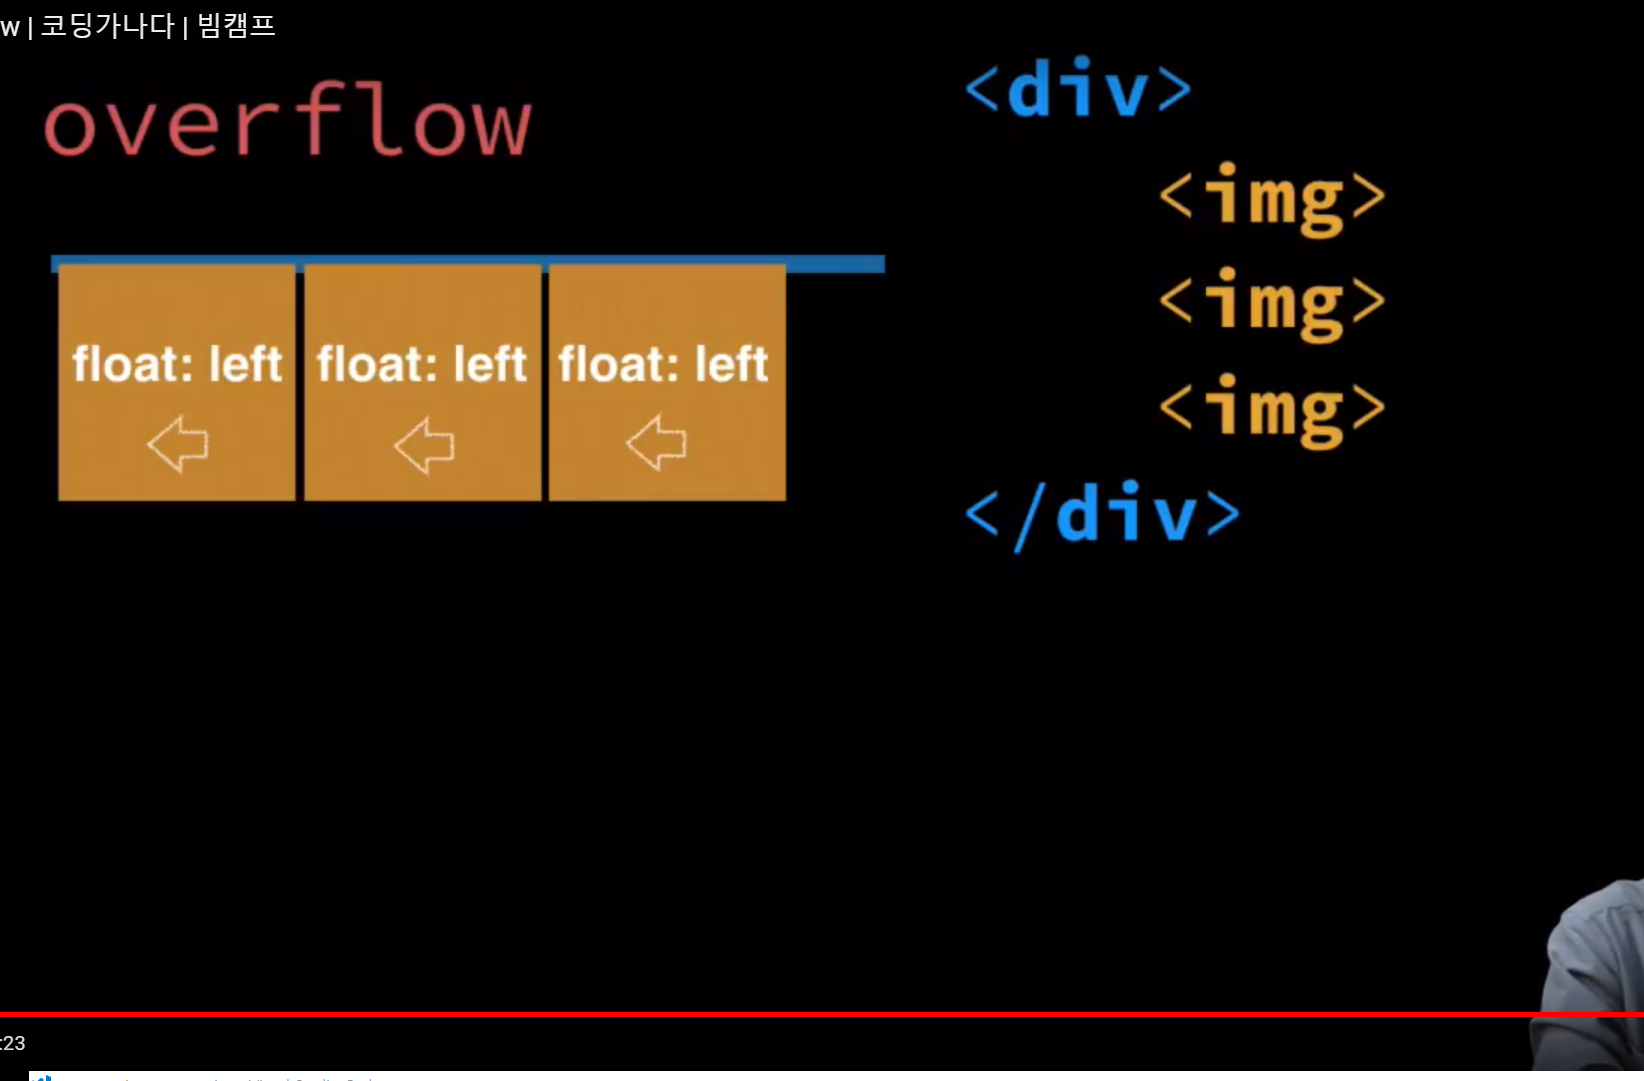 w | 코딩가나다 | 빔캠프
overflow
float: left float: left float: left
<div>
<img>
<img>
<img>
</div>
:23